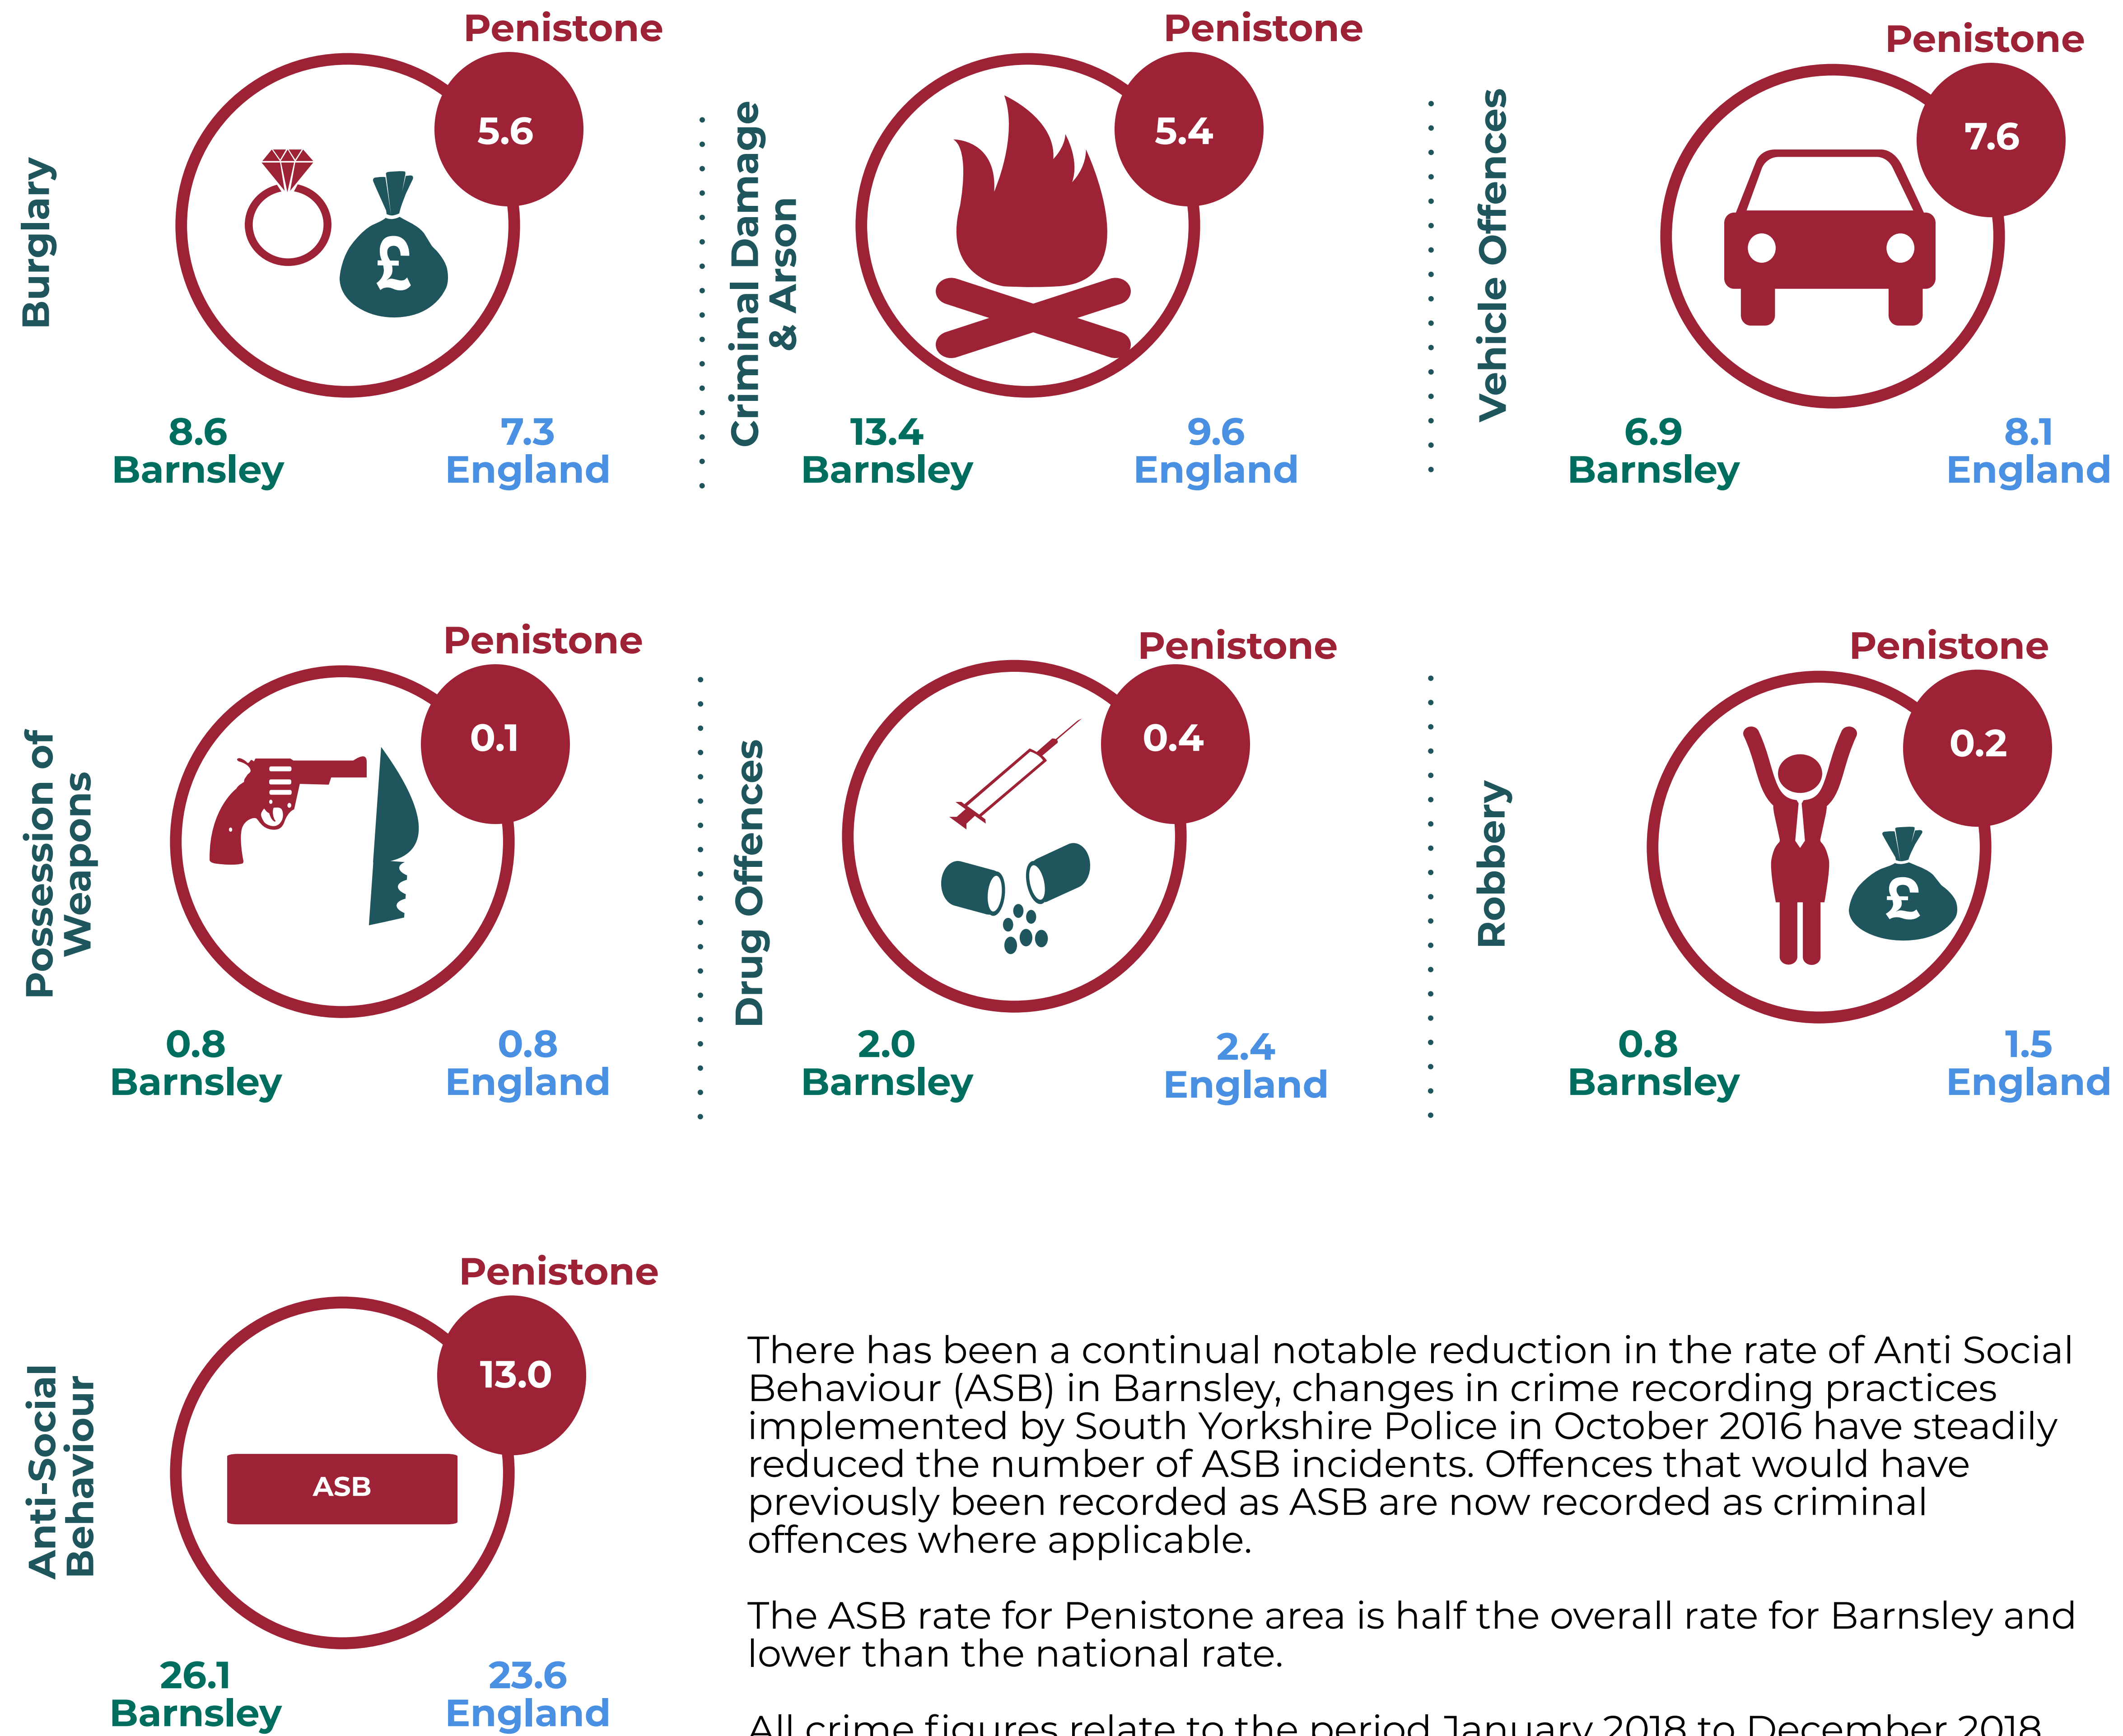 Burglary
Penistone
5.6
£
8.6
Barnsley
7.3
England
Criminal Damage
& Arson
Penistone
5.4
13.4
Barnsley
9.6
England
Vehicle Offences
Penistone
7.6
6.9
Barnsley
8.1
England
Possession of
Weapons
Penistone
0.1
0.8
Barnsley
0.8
England
Drug Offences
Penistone
0.4
2.0
Barnsley
2.4
England
Robbery
Penistone
0.2
£
0.8
Barnsley
1.5
England
Anti-Social
Behaviour
Penistone
13.0
ASB
26.1
Barnsley
23.6
England
There has been a continual notable reduction in the rate of Anti Social
Behaviour (ASB) in Barnsley, changes in crime recording practices
implemented by South Yorkshire Police in October 2016 have steadily
reduced the number of ASB incidents. Offences that would have
previously been recorded as ASB are now recorded as criminal
offences where applicable.
The ASB rate for Penistone area is half the overall rate for Barnsley and
lower than the national rate.
All crime figures relate to the period January 2018 to December 2018